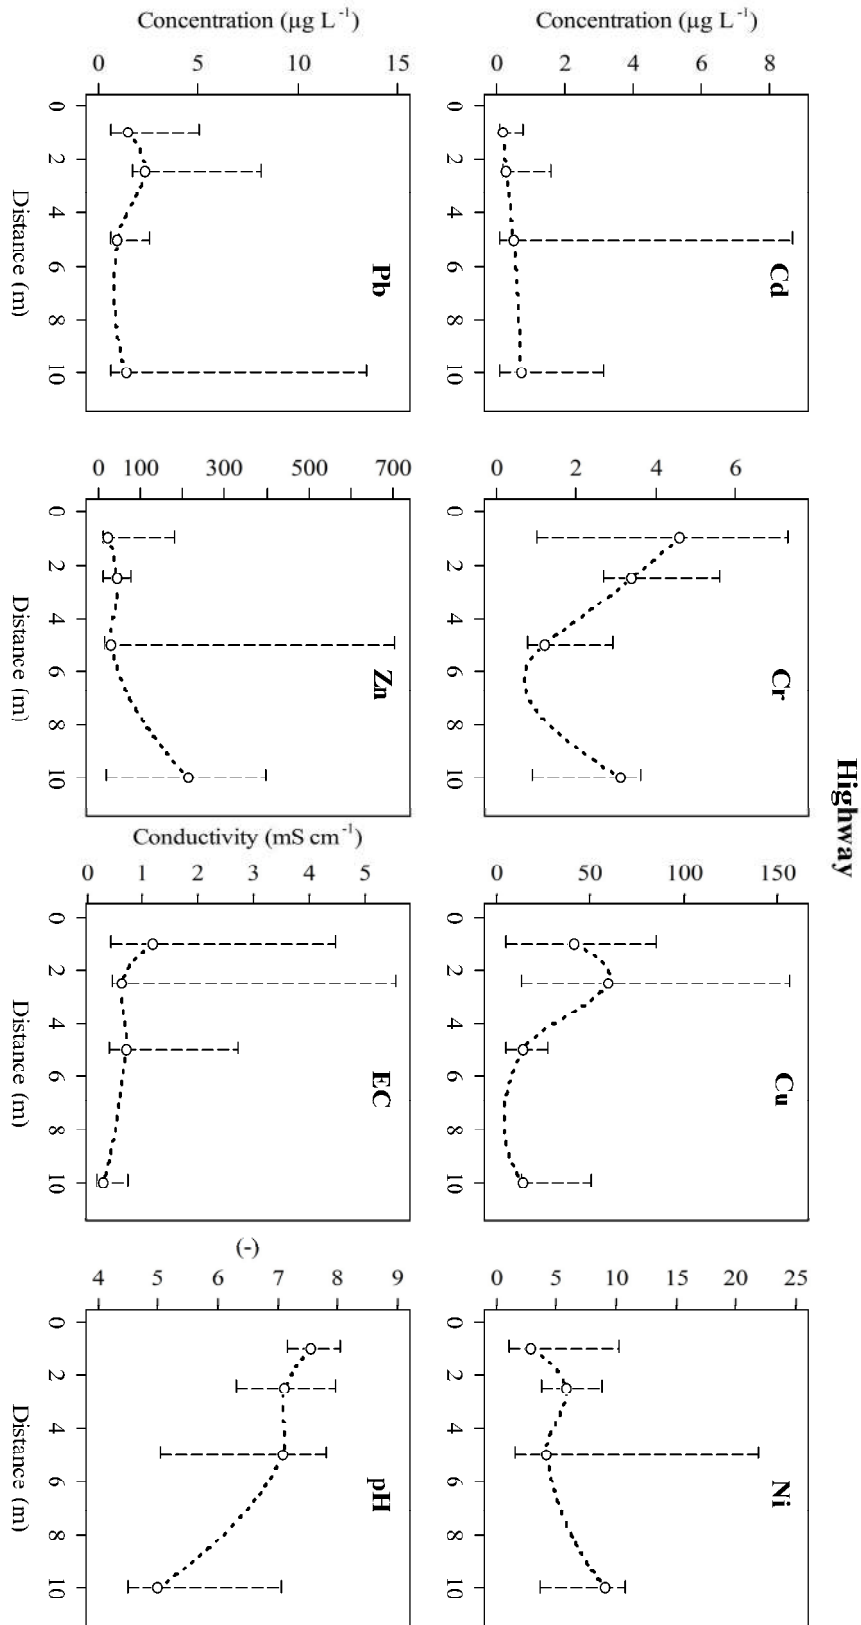 Highway
Concentration (µg L⁻¹)
0 2 4 6 8
Cd
0 2 4 6 8 10
0 2 4 6
Cr
0 2 4 6 8 10
0 50 100 150
Cu
0 2 4 6 8 10
0 5 10 15 20 25
Ni
0 2 4 6 8 10
Concentration (µg L⁻¹)
0 5 10 15
Pb
0 2 4 6 8 10
Distance (m)
0 100 300 500 700
Zn
0 2 4 6 8 10
Distance (m)
Conductivity (mS cm⁻¹)
0 1 2 3 4 5
EC
0 2 4 6 8 10
Distance (m)
(-)
4 5 6 7 8 9
pH
0 2 4 6 8 10
Distance (m)